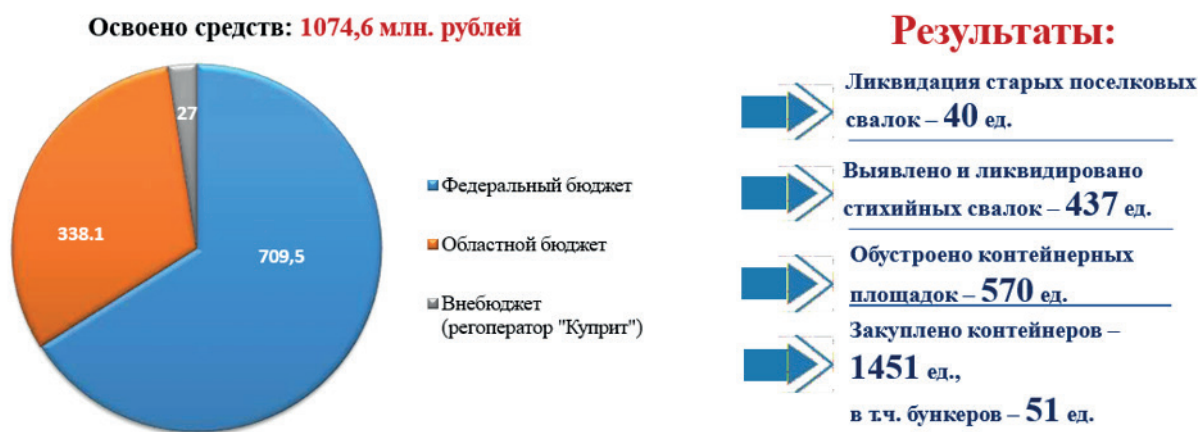 Освоено средств: 1074,6 млн. рублей
27
338.1
709,5
Федеральный бюджет
Областной бюджет
Внебюджет
(регоператор "Куприт")
Результаты:
Ликвидация старых поселковых
свалок – 40 ед.
Выявлено и ликвидировано
стихийных свалок – 437 ед.
Обустроено контейнерных
площадок – 570 ед.
Закуплено контейнеров –
1451 ед.,
в т.ч. бункеров – 51 ед.